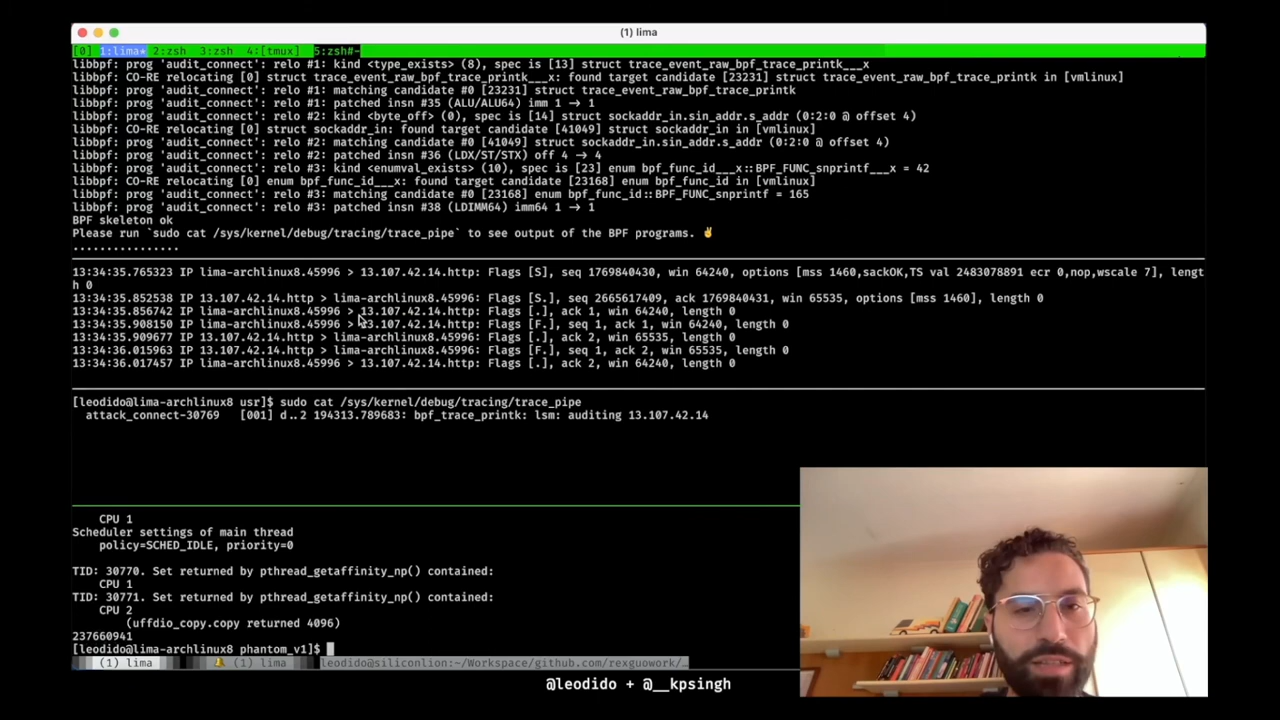 (1) lima
[0] 1:lima* 2:zsh 3:zsh 4:[tmux] 5:zsh#-
libbpf: prog 'audit_connect': relo #1: kind <type_exists> (8), spec is [13] struct trace_event_raw_bpf_trace_printk___x
libbpf: CO-RE relocating [0] struct trace_event_raw_bpf_trace_printk___x: found target candidate [23231] struct trace_event_raw_bpf_trace_printk in [vmlinux]
libbpf: prog 'audit_connect': relo #1: matching candidate #0 [23231] struct trace_event_raw_bpf_trace_printk
libbpf: prog 'audit_connect': relo #1: patched insn #35 (ALU/ALU64) imm 1 → 1
libbpf: prog 'audit_connect': relo #2: kind <byte_off> (0), spec is [14] struct sockaddr_in.sin_addr.s_addr (0:2:0 @ offset 4)
libbpf: CO-RE relocating [0] struct sockaddr_in: found target candidate [41049] struct sockaddr_in in [vmlinux]
libbpf: prog 'audit_connect': relo #2: matching candidate #0 [41049] struct sockaddr_in.sin_addr.s_addr (0:2:0 @ offset 4)
libbpf: prog 'audit_connect': relo #2: patched insn #36 (LDX/ST/STX) off 4 → 4
libbpf: prog 'audit_connect': relo #3: kind <enumval_exists> (10), spec is [23] enum bpf_func_id___x::BPF_FUNC_snprintf___x = 42
libbpf: CO-RE relocating [0] enum bpf_func_id___x: found target candidate [23168] enum bpf_func_id in [vmlinux]
libbpf: prog 'audit_connect': relo #3: matching candidate #0 [23168] enum bpf_func_id::BPF_FUNC_snprintf = 165
libbpf: prog 'audit_connect': relo #3: patched insn #38 (LDIMM64) imm64 1 → 1
BPF skeleton ok
Please run `sudo cat /sys/kernel/debug/tracing/trace_pipe` to see output of the BPF programs. ✌
................
13:34:35.765323 IP lima-archlinux8.45996 > 13.107.42.14.http: Flags [S], seq 1769840430, win 64240, options [mss 1460,sackOK,TS val 2483078891 ecr 0,nop,wscale 7], lengt
h 0
13:34:35.852538 IP 13.107.42.14.http > lima-archlinux8.45996: Flags [S.], seq 2665617409, ack 1769840431, win 65535, options [mss 1460], length 0
13:34:35.856742 IP lima-archlinux8.45996 > 13.107.42.14.http: Flags [.], ack 1, win 64240, length 0
13:34:35.908150 IP lima-archlinux8.45996 > 13.107.42.14.http: Flags [F.], seq 1, ack 1, win 64240, length 0
13:34:35.909677 IP 13.107.42.14.http > lima-archlinux8.45996: Flags [.], ack 2, win 65535, length 0
13:34:36.015963 IP 13.107.42.14.http > lima-archlinux8.45996: Flags [F.], seq 1, ack 2, win 65535, length 0
13:34:36.017457 IP lima-archlinux8.45996 > 13.107.42.14.http: Flags [.], ack 2, win 64240, length 0
[leodido@lima-archlinux8 usr]$ sudo cat /sys/kernel/debug/tracing/trace_pipe
attack_connect-30769 [001] d..2 194313.789683: bpf_trace_printk: lsm: auditing 13.107.42.14
CPU 1
Scheduler settings of main thread
policy=SCHED_IDLE, priority=0
TID: 30770. Set returned by pthread_getaffinity_np() contained:
CPU 1
TID: 30771. Set returned by pthread_getaffinity_np() contained:
CPU 2
(uffdio_copy.copy returned 4096)
237660941
[leodido@lima-archlinux8 phantom_v1]$
(1) lima (1) lima leodido@siliconlion:~/Workspace/github.com/rexguowork/…
@leodido + @__kpsingh